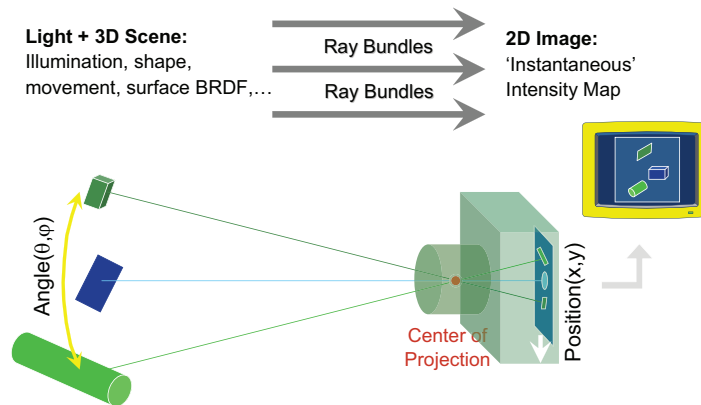 Light + 3D Scene:
Illumination, shape,
movement, surface BRDF,…
Ray Bundles
Ray Bundles
2D Image:
‘Instantaneous’
Intensity Map
Angle(θ,φ)
Center of
Projection
Position(x,y)